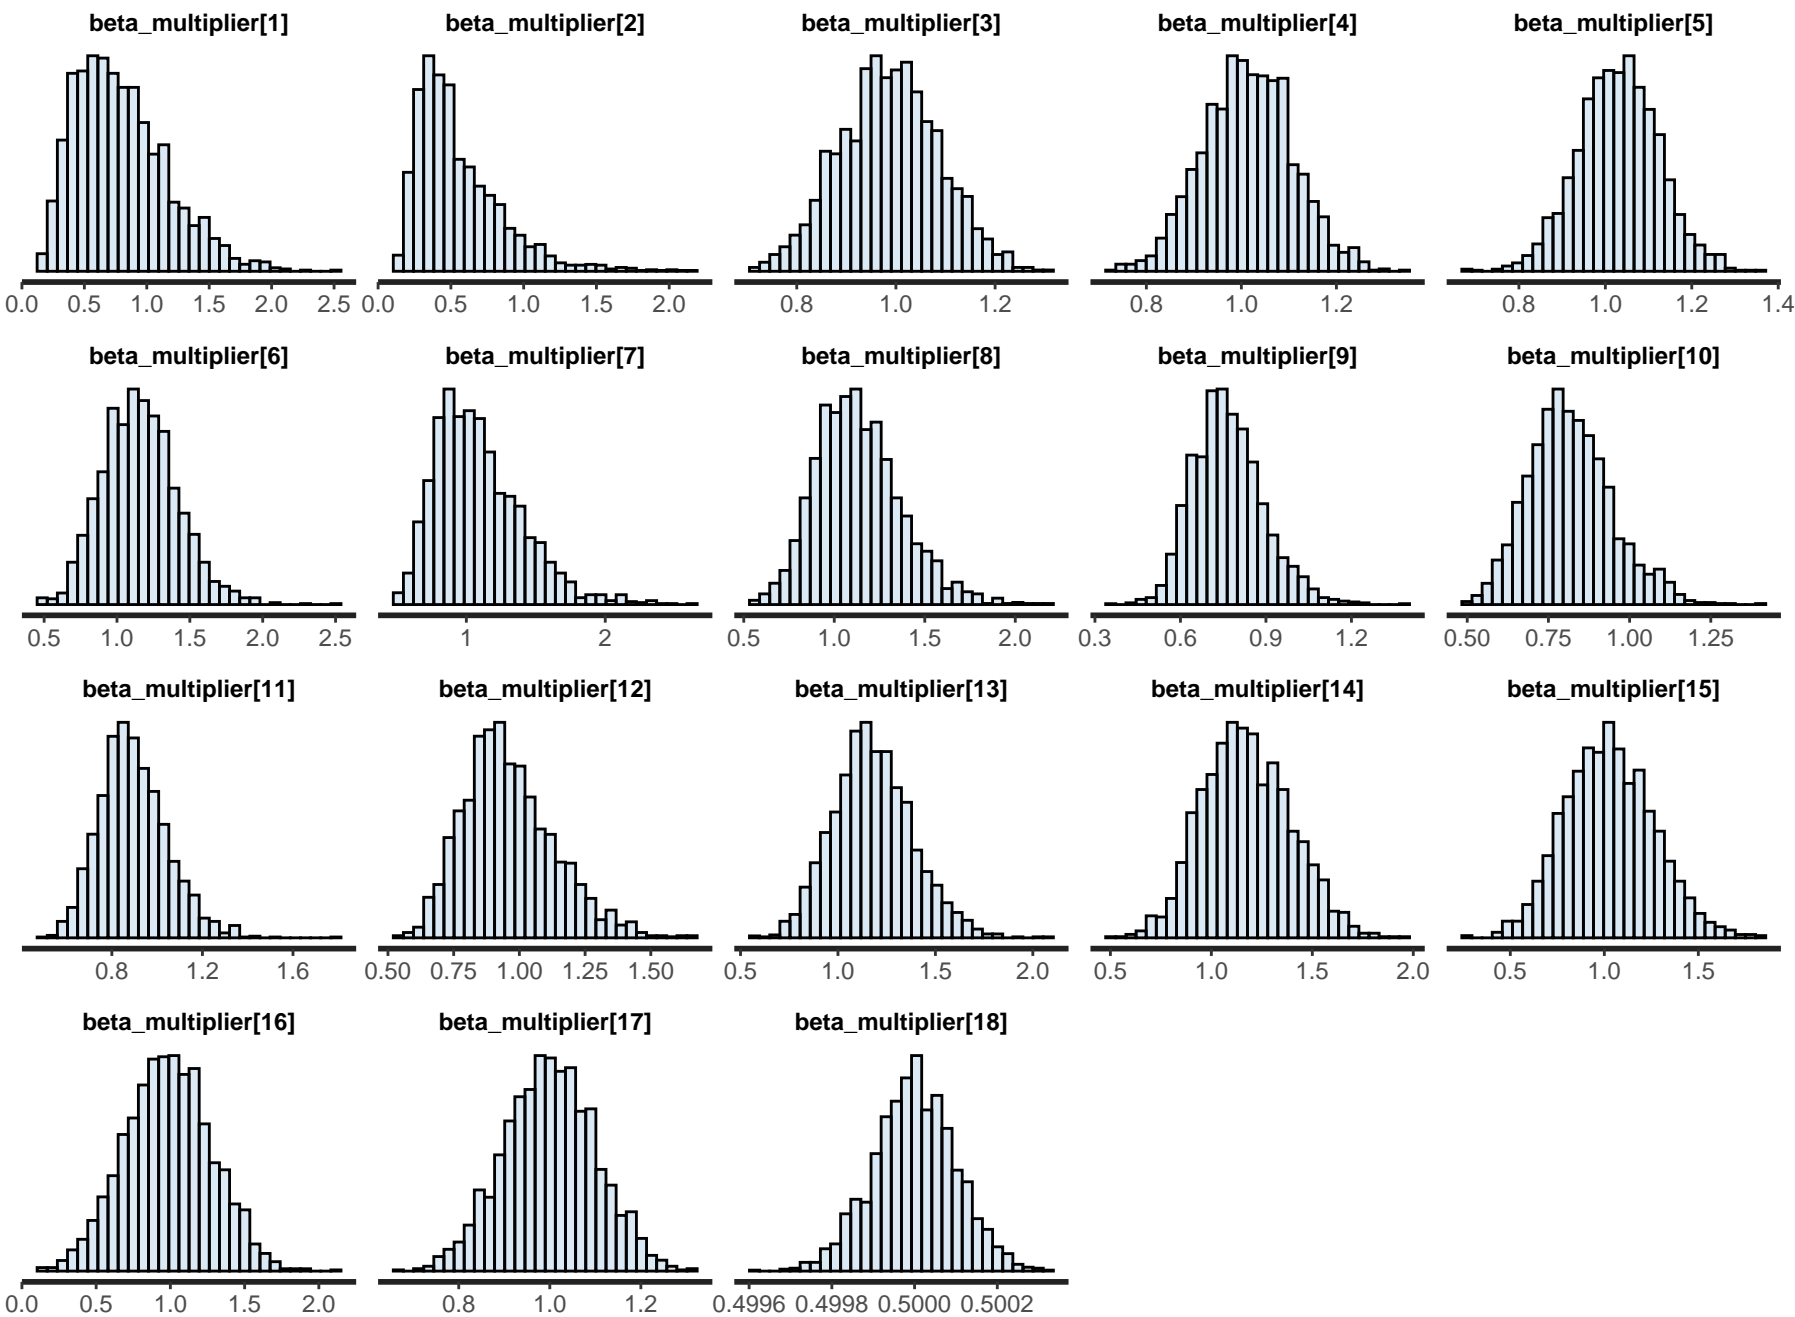 beta_multiplier[1] beta_multiplier[2] beta_multiplier[3] beta_multiplier[4] beta_multiplier[5]
0.0 0.5 1.0 1.5 2.0 2.5 0.0 0.5 1.0 1.5 2.0 0.8 1.0 1.2 0.8 1.0 1.2 0.8 1.0 1.2 1.4
beta_multiplier[6] beta_multiplier[7] beta_multiplier[8] beta_multiplier[9] beta_multiplier[10]
0.5 1.0 1.5 2.0 2.5 1 2 0.5 1.0 1.5 2.0 0.3 0.6 0.9 1.2 0.50 0.75 1.00 1.25
beta_multiplier[11] beta_multiplier[12] beta_multiplier[13] beta_multiplier[14] beta_multiplier[15]
0.8 1.2 1.6 0.50 0.75 1.00 1.25 1.50 0.5 1.0 1.5 2.0 0.5 1.0 1.5 2.0 0.5 1.0 1.5
beta_multiplier[16] beta_multiplier[17] beta_multiplier[18]
0.0 0.5 1.0 1.5 2.0 0.8 1.0 1.2 0.4996 0.4998 0.5000 0.5002